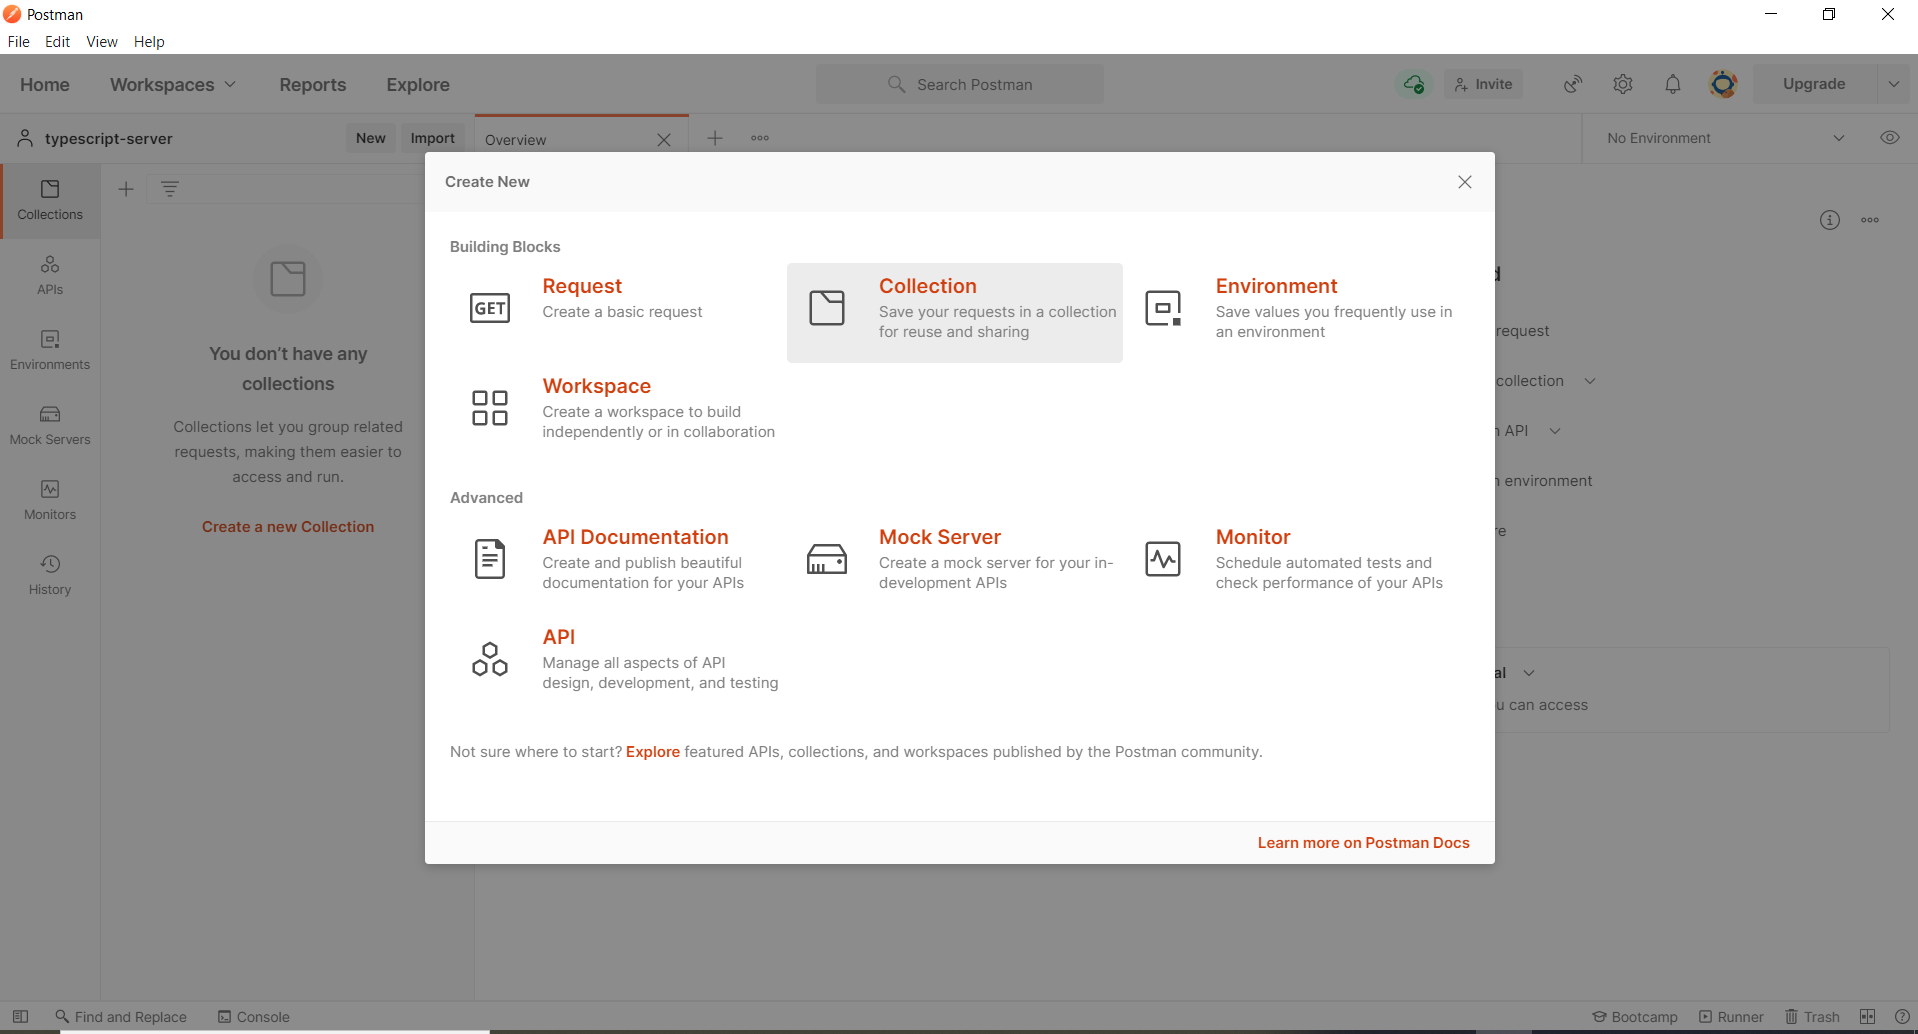 Postman
File Edit View Help
Home Workspaces Reports Explore Search Postman Invite Upgrade
typescript-server New Import Overview No Environment
Create New
Collections
Building Blocks
Request
Create a basic request
Collection
Save your requests in a collection
for reuse and sharing
Environment
Save values you frequently use in
an environment
GET
APIs
request
Environments
You don't have any
collections
collection
Workspace
Create a workspace to build
independently or in collaboration
Mock Servers
Collections let you group related
requests, making them easier to
access and run.
API
environment
Monitors
Advanced
Create a new Collection
API Documentation
Create and publish beautiful
documentation for your APIs
Mock Server
Create a mock server for your in-
development APIs
Monitor
Schedule automated tests and
check performance of your APIs
History
API
Manage all aspects of API
design, development, and testing
u can access
Not sure where to start? Explore featured APIs, collections, and workspaces published by the Postman community.
Learn more on Postman Docs
Find and Replace Console Bootcamp Runner Trash